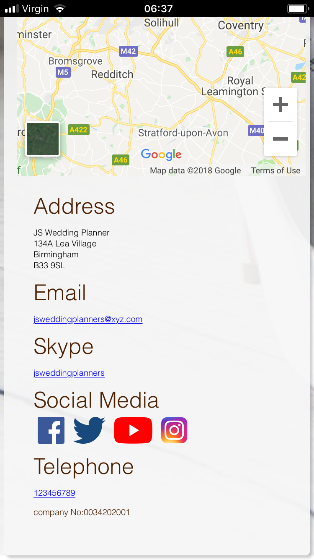 Virgin 06:37
Solihull
Coventry
minster
M42
A46
Bromsgrove
M5
Redditch
Royal
Leamington S
A422
Stratford-upon-Avon
M40
A46
Google
Map data ©2018 Google Terms of Use
Address
JS Wedding Planner
134A Lea Village
Birmingham
B33 9SL
Email
jsweddingplanners@xyz.com
Skype
jsweddingplanners
Social Media
Telephone
123456789
company No:0034202001